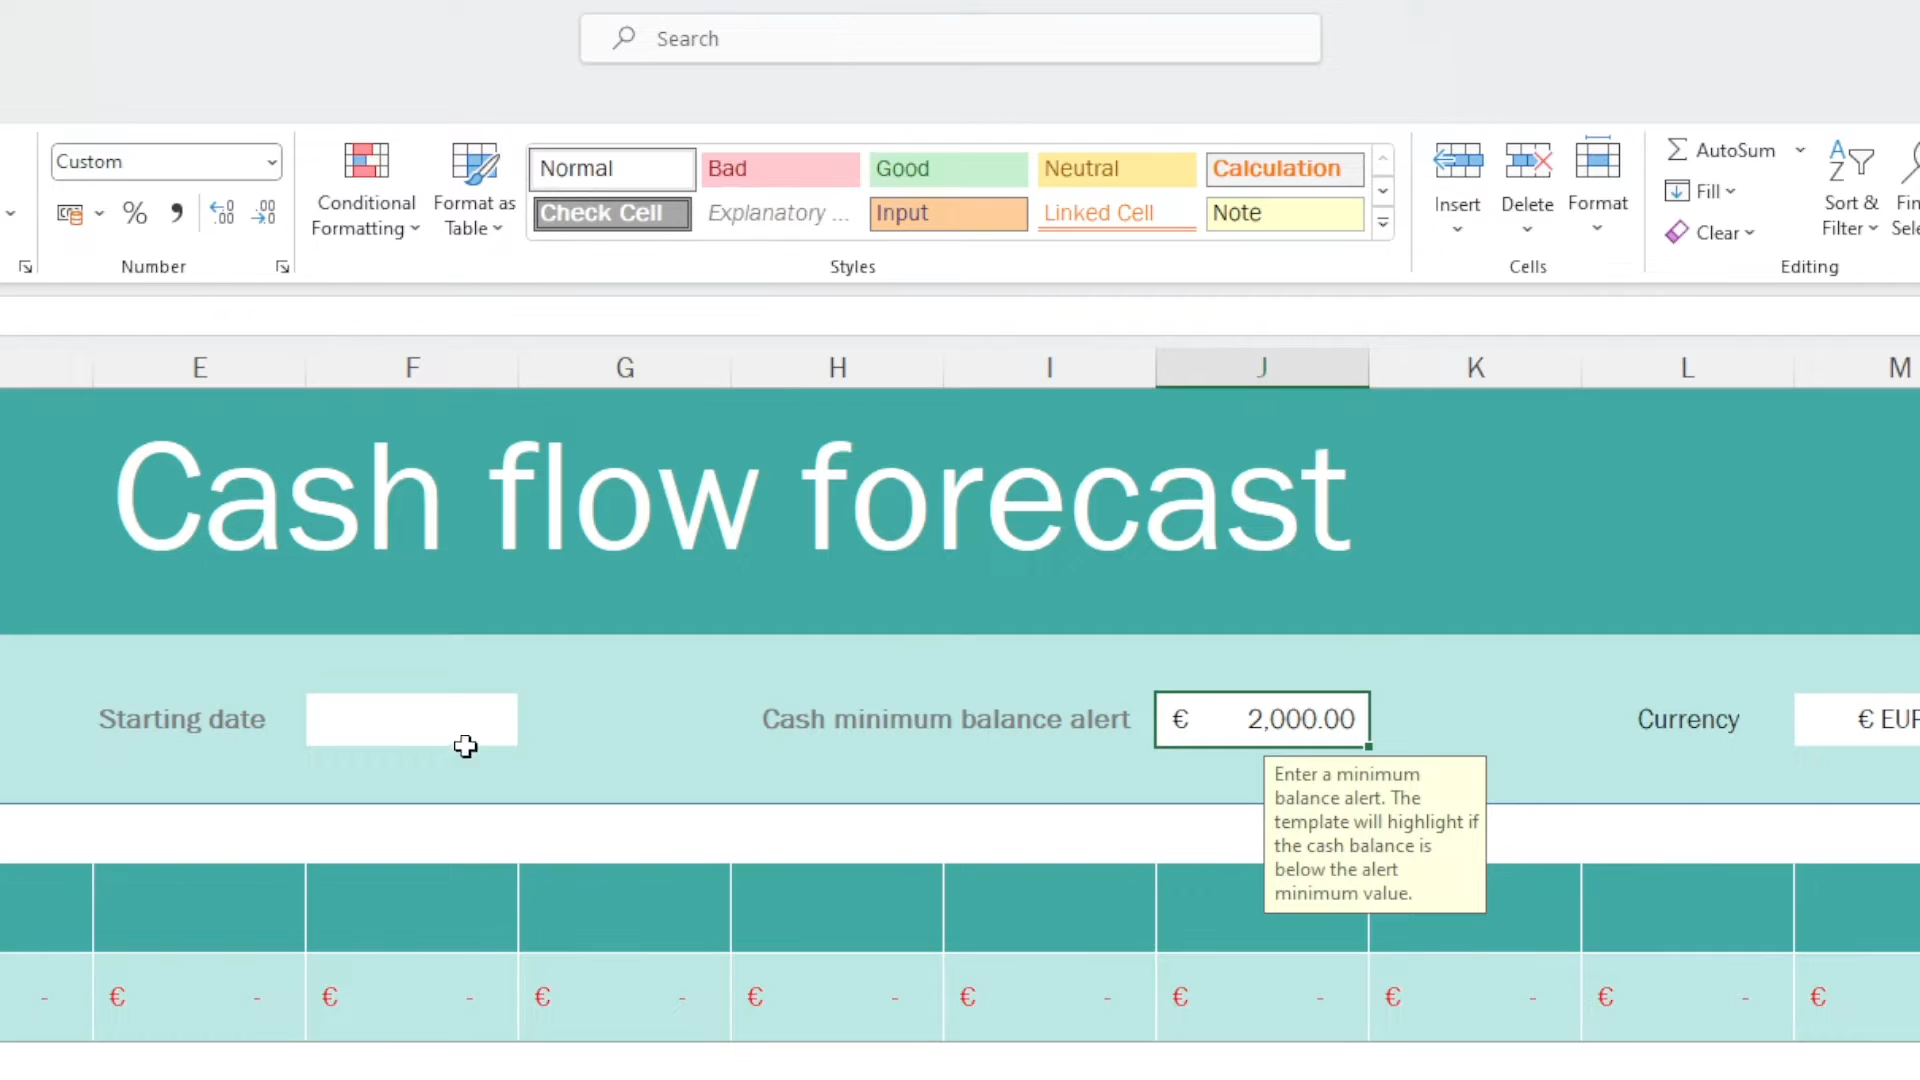 Search
Custom
Conditional
Formatting
Format as
Table
Normal
Bad
Good
Neutral
Calculation
Check Cell
Explanatory ...
Input
Linked Cell
Note
Insert
Delete
Format
AutoSum
Fill
Clear
Sort &
Filter
Number
Styles
Cells
Editing
E F G H I J K L M
Cash flow forecast
Starting date
Cash minimum balance alert
€ 2,000.00
Currency
€ EUR
Enter a minimum
balance alert. The
template will highlight if
the cash balance is
below the alert
minimum value.
- € - € - € - € - € - € - € - € - €